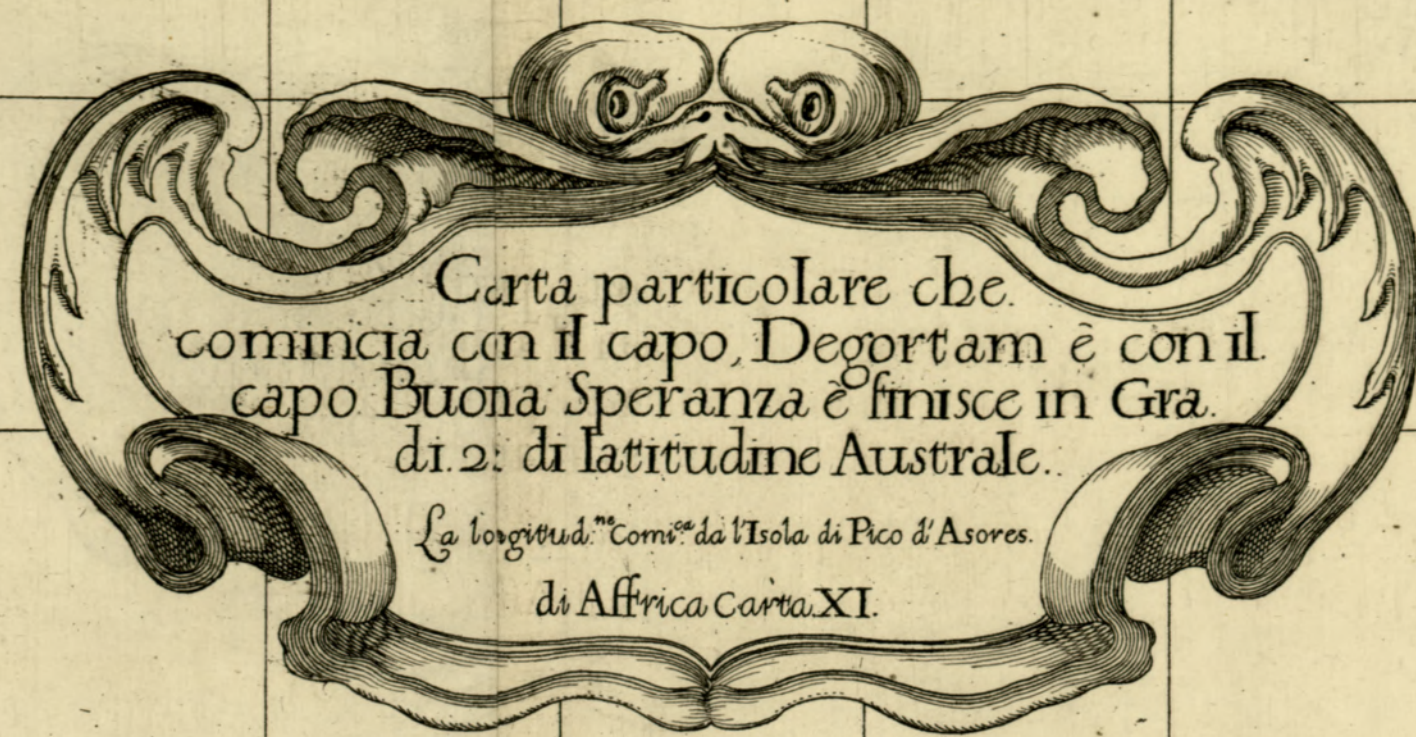 Carta particolare che.
comincia con il capo, Degortam è con il.
capo Buona Speranza è finisce in Gra.
di. 2: di latitudine Australe.
La longitud.ne Comi.ca da l'Isola di Pico d'Asores.
di Affrica Carta XI.